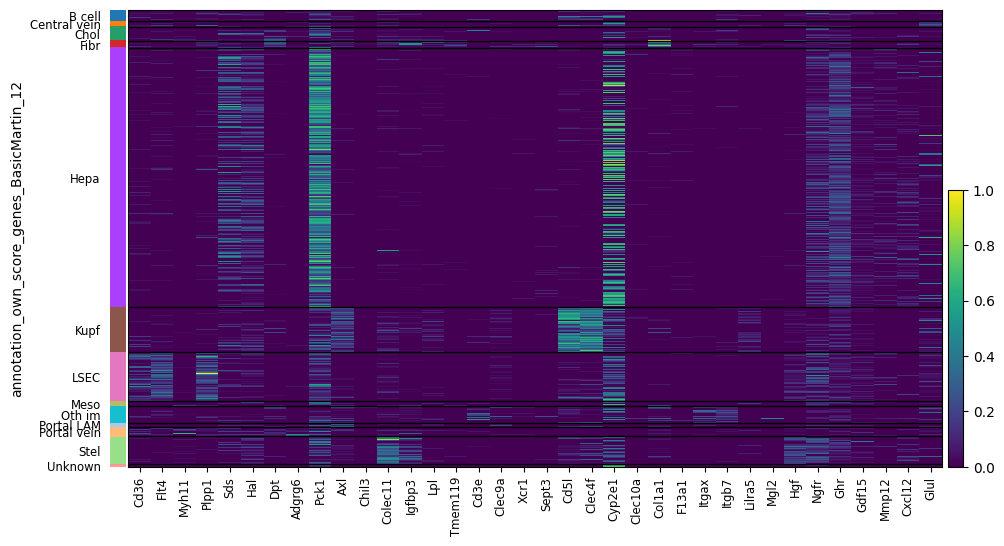 annotation_own_score_genes_BasicMartin_12
B cell
Central vein
Chol
Fibr
Hepa
Kupf
LSEC
Meso
Oth im
Portal LAM
Portal vein
Stel
Unknown
Cd36
Flt4
Myh11
Plpp1
Sds
Hal
Dpt
Adgrg6
Pck1
Axl
Chil3
Colec11
Igfbp3
Lpl
Tmem119
Cd3e
Clec9a
Xcr1
Sept3
Cd5l
Clec4f
Cyp2e1
Clec10a
Col1a1
F13a1
Itgax
Itgb7
Lilra5
Mgl2
Hgf
Ngfr
Ghr
Gdf15
Mmp12
Cxcl12
Glul
1.0
0.8
0.6
0.4
0.2
0.0